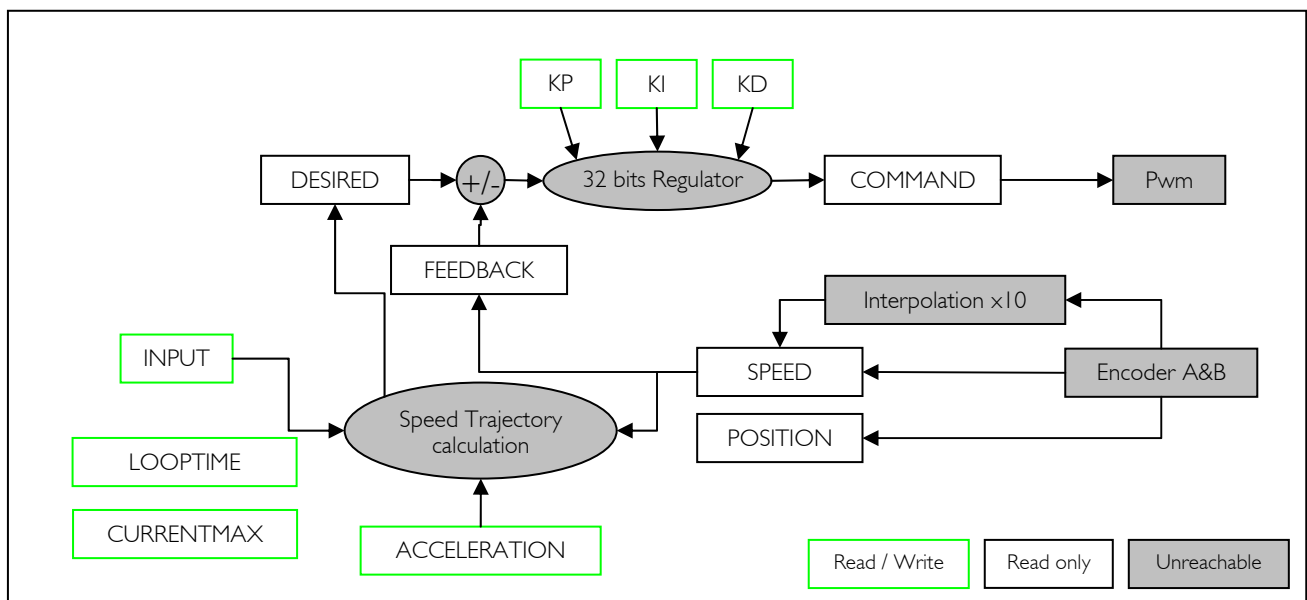 KP
KI
KD
DESIRED
+/-
32 bits Regulator
COMMAND
Pwm
FEEDBACK
Interpolation x10
INPUT
SPEED
Encoder A&B
Speed Trajectory
calculation
POSITION
LOOPTIME
CURRENTMAX
ACCELERATION
Read / Write
Read only
Unreachable